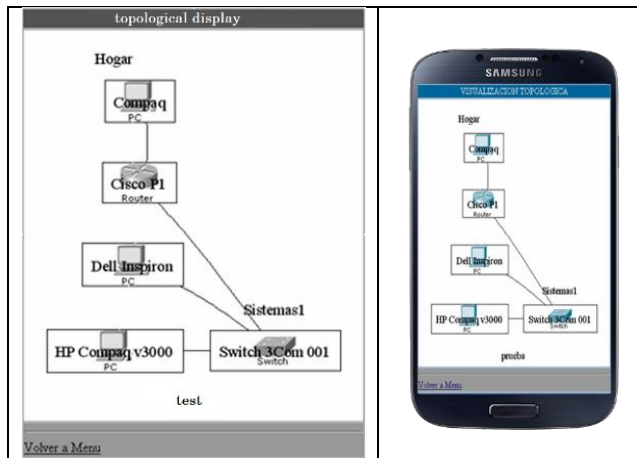 topological display
Hogar
Compaq
PC
Cisco P1
Router
Dell Inspiron
PC
Sistemas1
HP Compaq v3000
PC
Switch 3Com 001
Switch
test
Volver a Menu
SAMSUNG
VISUALIZACION TOPOLOGICA
Hogar
Compaq
PC
Cisco P1
Router
Dell Inspiron
PC
Sistemas1
HP Compaq v3000
PC
Switch 3Com 001
Switch
prueba
Volver a Menu